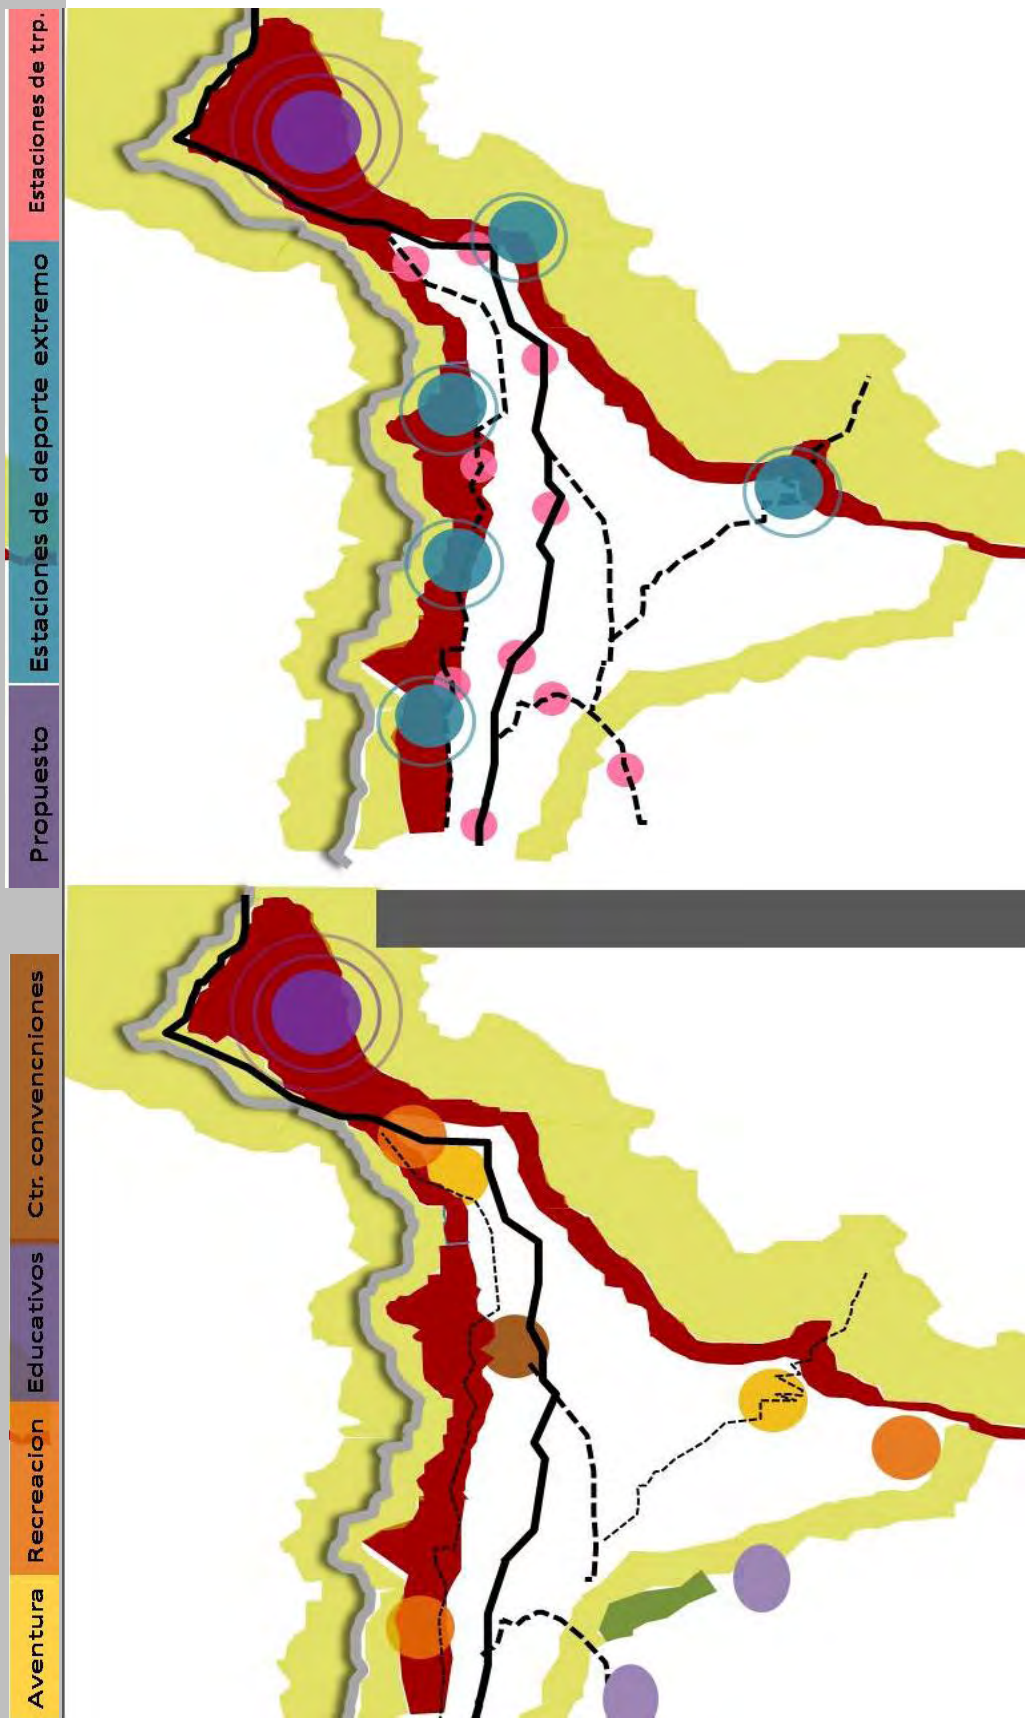 Estaciones de trp.
Estaciones de deporte extremo
Propuesto
Ctr. convencniones
Educativos
Recreacion
Aventura